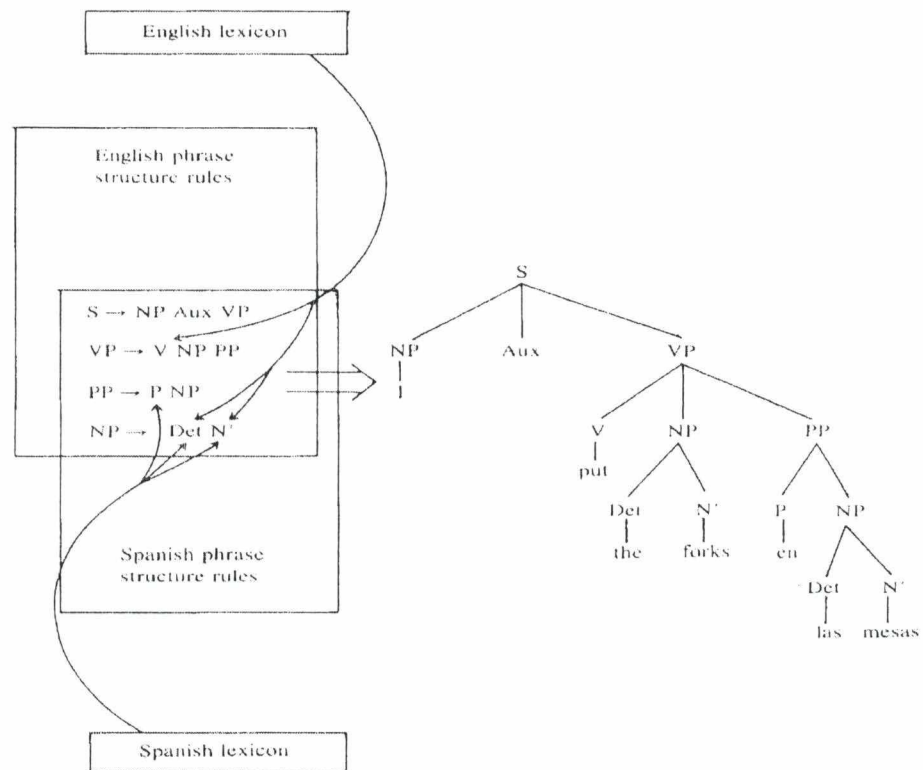 English lexicon
English phrase
structure rules
S → NP Aux VP
VP → V NP PP
PP → P NP
NP → Det N'
Spanish phrase
structure rules
Spanish lexicon
S
NP Aux VP
I
V NP PP
put
Det N' P NP
the forks en
Det N'
las mesas